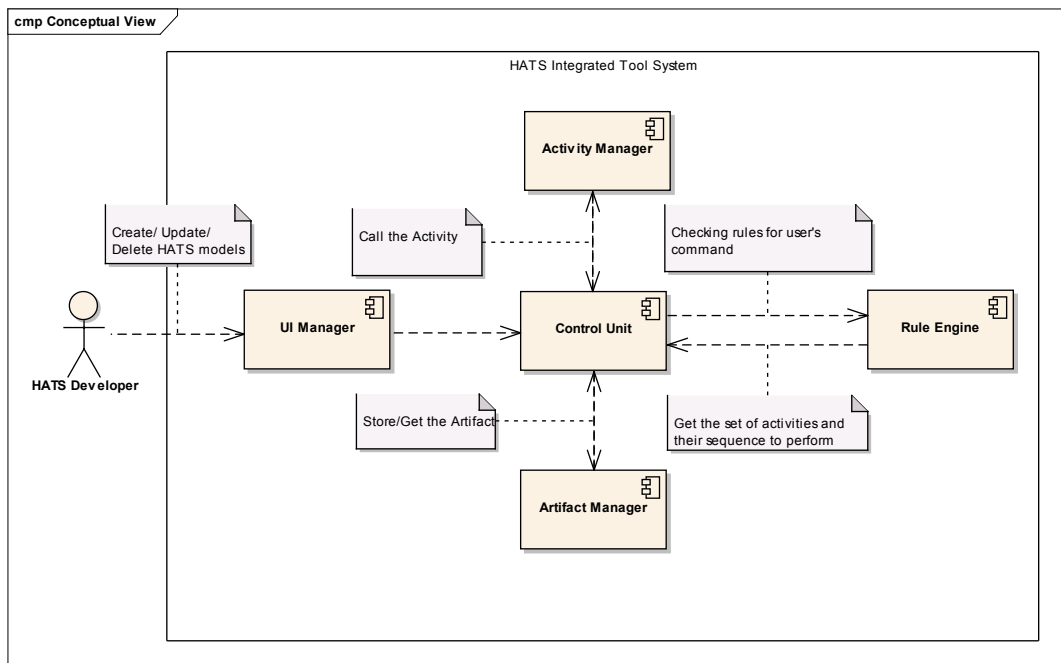 cmp Conceptual View
HATS Integrated Tool System
Activity Manager
Create/ Update/
Delete HATS models
Call the Activity
Checking rules for user's
command
UI Manager
Control Unit
Rule Engine
HATS Developer
Store/Get the Artifact
Get the set of activities and
their sequence to perform
Artifact Manager